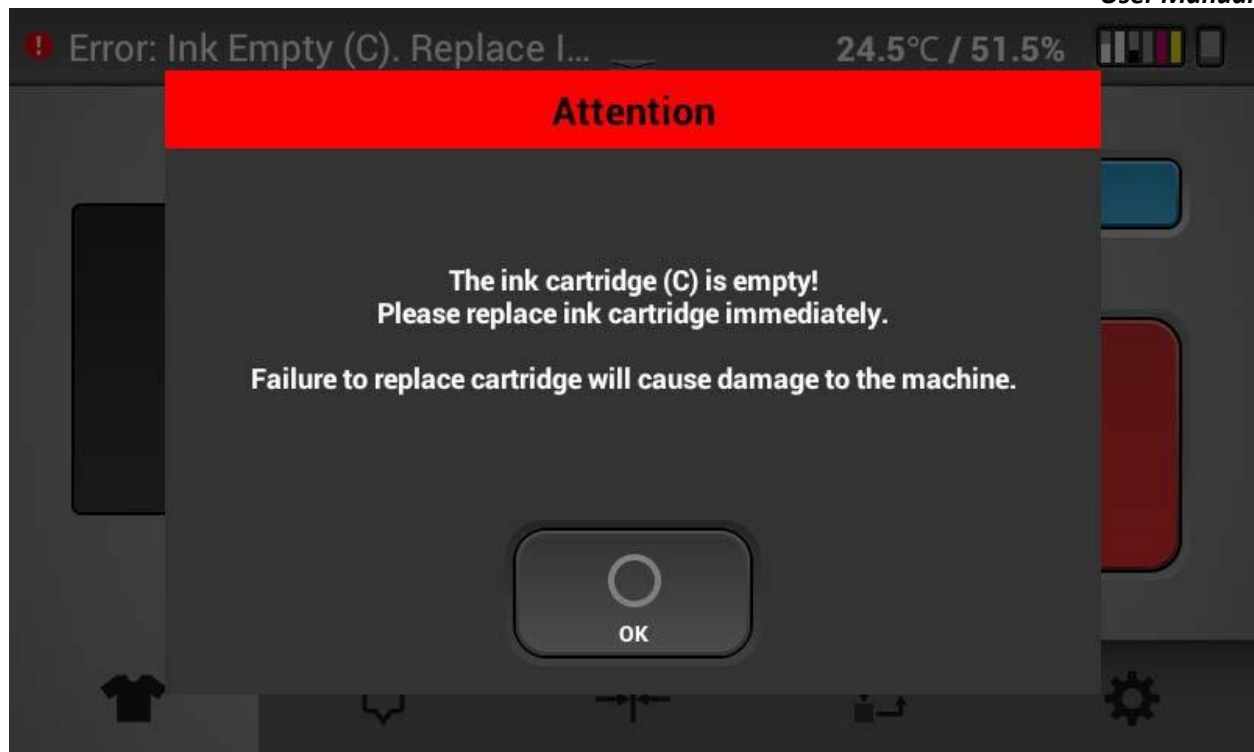 User Manual
Error: Ink Empty (C). Replace I... 24.5°C / 51.5%
Attention
The ink cartridge (C) is empty!
Please replace ink cartridge immediately.
Failure to replace cartridge will cause damage to the machine.
OK